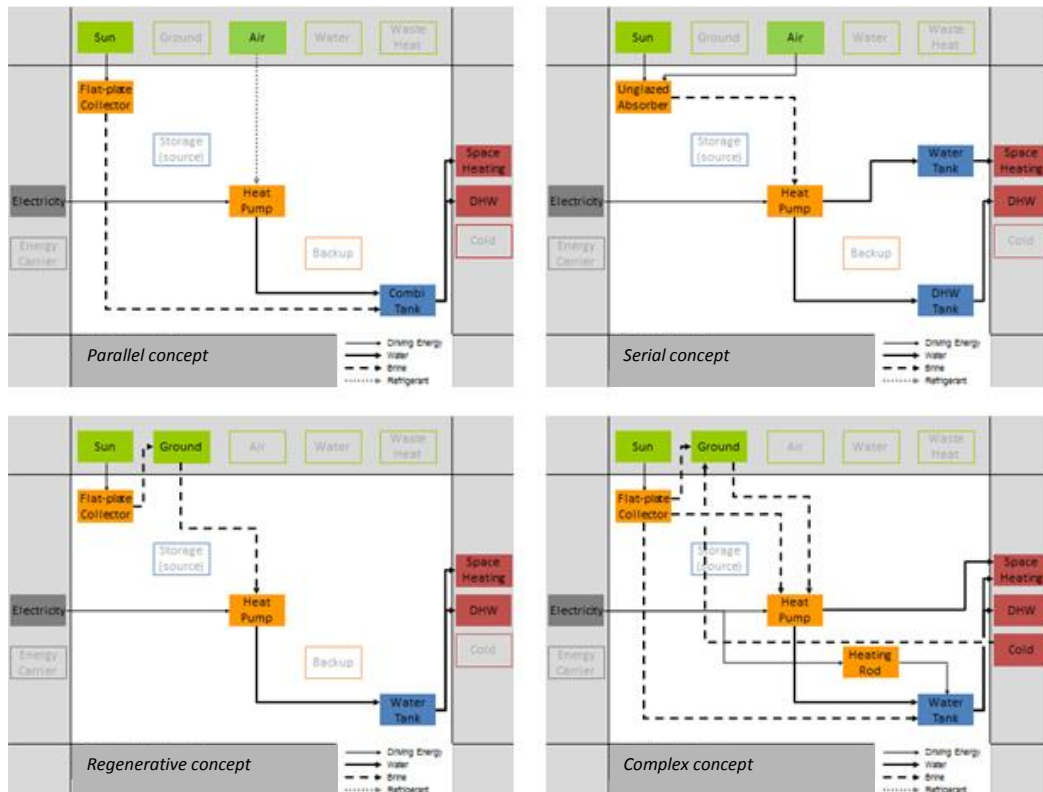 Sun
Ground
Air
Water
Waste
Heat
Flat-plate
Collector
Storage
(source)
Space
Heating
Electricity
Heat
Pump
DHW
Energy
Carrier
Backup
Cold
Combi
Tank
Parallel concept
Driving Energy
Water
Brine
Refrigerant
Sun
Ground
Air
Water
Waste
Heat
Unglazed
Absorber
Storage
(source)
Water
Tank
Space
Heating
Electricity
Heat
Pump
DHW
Energy
Carrier
Backup
Cold
DHW
Tank
Serial concept
Driving Energy
Water
Brine
Refrigerant
Sun
Ground
Air
Water
Waste
Heat
Flat-plate
Collector
Storage
(source)
Space
Heating
Electricity
Heat
Pump
DHW
Energy
Carrier
Backup
Cold
Water
Tank
Regenerative concept
Driving Energy
Water
Brine
Refrigerant
Sun
Ground
Air
Water
Waste
Heat
Flat-plate
Collector
Storage
(source)
Space
Heating
Electricity
Heat
Pump
DHW
Energy
Carrier
Heating
Rod
Cold
Water
Tank
Complex concept
Driving Energy
Water
Brine
Refrigerant